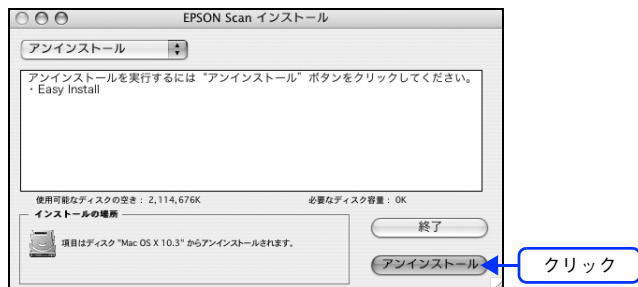 EPSON Scan インストール
アンインストール
アンインストールを実行するには "アンインストール" ボタンをクリックしてください。
・Easy Install
使用可能なディスクの空き： 2,114,676K 必要なディスク容量： 0K
インストールの場所
項目はディスク "Mac OS X 10.3" からアンインストールされます。
終了
アンインストール
クリック